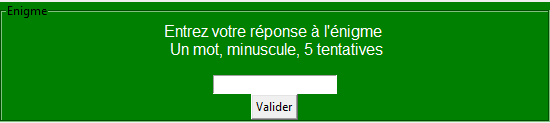 Enigme
Entrez votre réponse à l'énigme
Un mot, minuscule, 5 tentatives
Valider